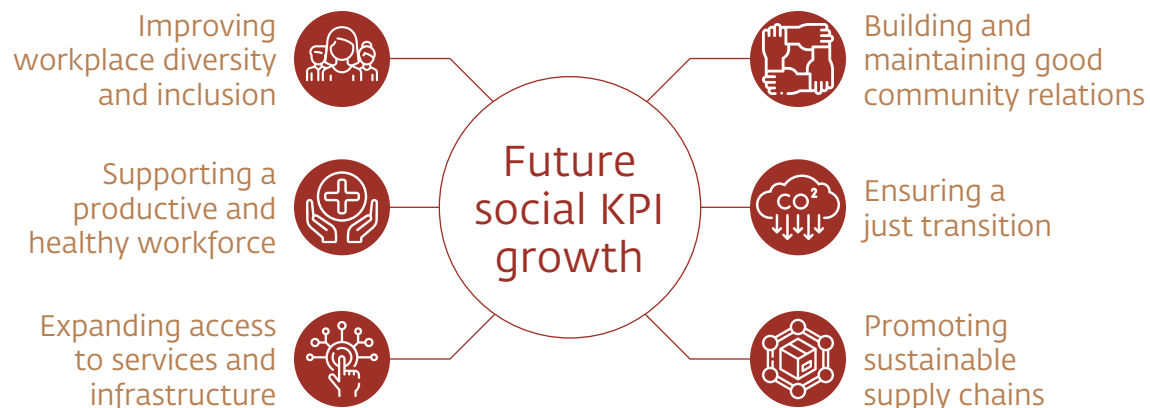 Improving
workplace diversity
and inclusion
Supporting a
productive and
healthy workforce
Expanding access
to services and
infrastructure
Future
social KPI
growth
Building and
maintaining good
community relations
CO²
Ensuring a
just transition
Promoting
sustainable
supply chains